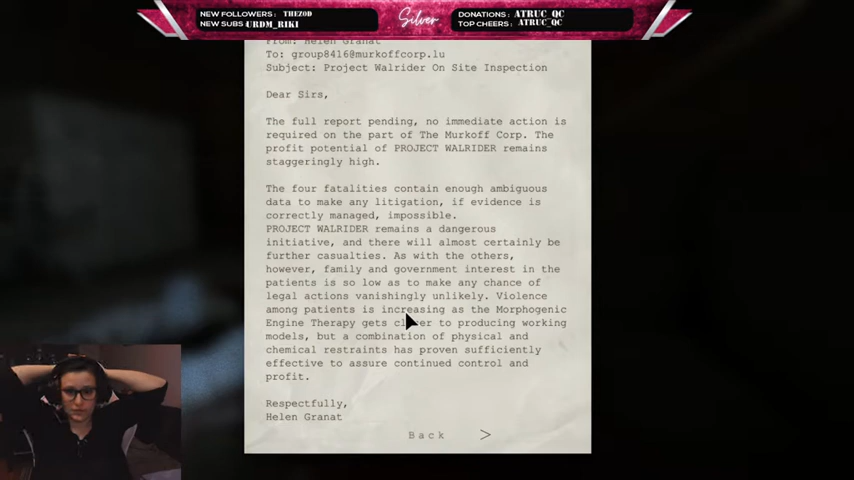 NEW FOLLOWERS : THEZOD
NEW SUBS URDM_RIKI
Silver
DONATIONS : ATRUC_QC
TOP CHEERS : ATRUC_QC
From: Helen Granat
To: group8416@murkoffcorp.lu
Subject: Project Walrider On Site Inspection
Dear Sirs,
The full report pending, no immediate action is
required on the part of The Murkoff Corp. The
profit potential of PROJECT WALRIDER remains
staggeringly high.
The four fatalities contain enough ambiguous
data to make any litigation, if evidence is
correctly managed, impossible.
PROJECT WALRIDER remains a dangerous
initiative, and there will almost certainly be
further casualties. As with the others,
however, family and government interest in the
patients is so low as to make any chance of
legal actions vanishingly unlikely. Violence
among patients is increasing as the Morphogenic
Engine Therapy gets closer to producing working
models, but a combination of physical and
chemical restraints has proven sufficiently
effective to assure continued control and
profit.
Respectfully,
Helen Granat
Back >